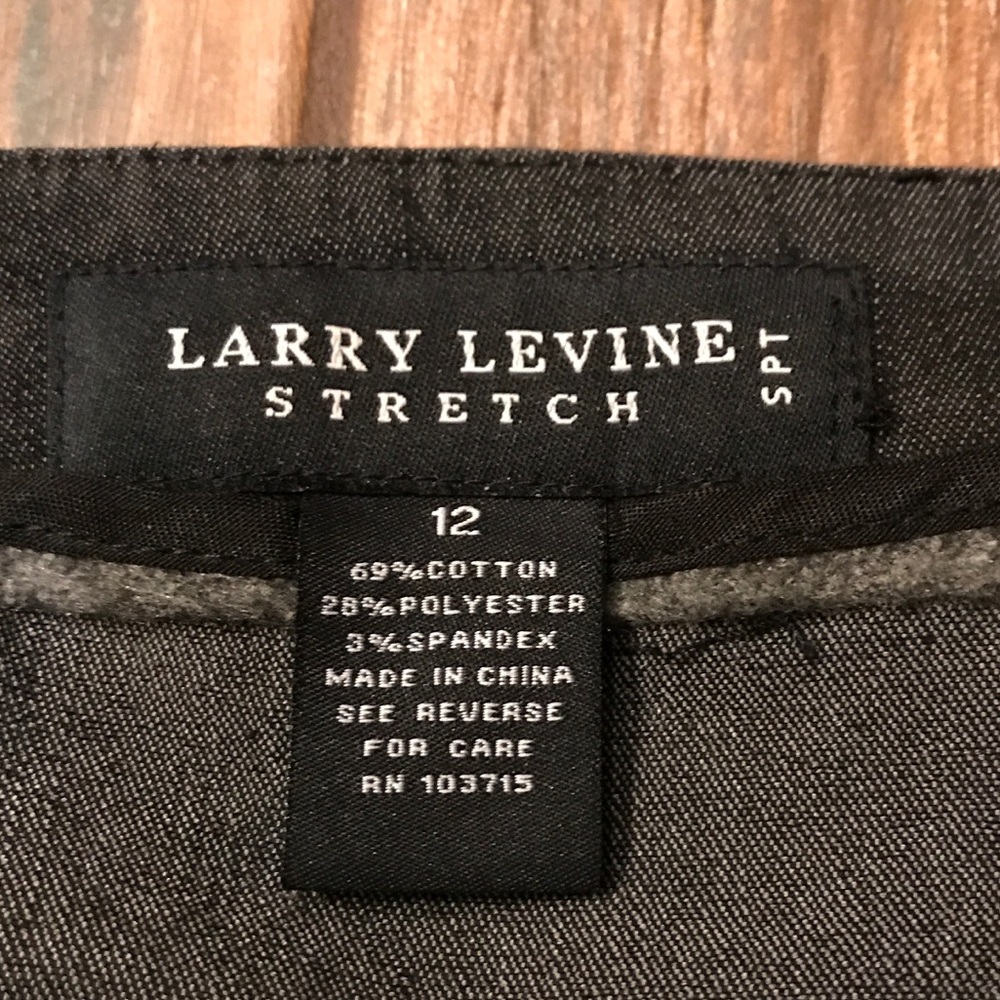 LARRY LEVINE
STRETCH
SPT
12
69%COTTON
28%POLYESTER
3%SPANDEX
MADE IN CHINA
SEE REVERSE
FOR CARE
RN 103715